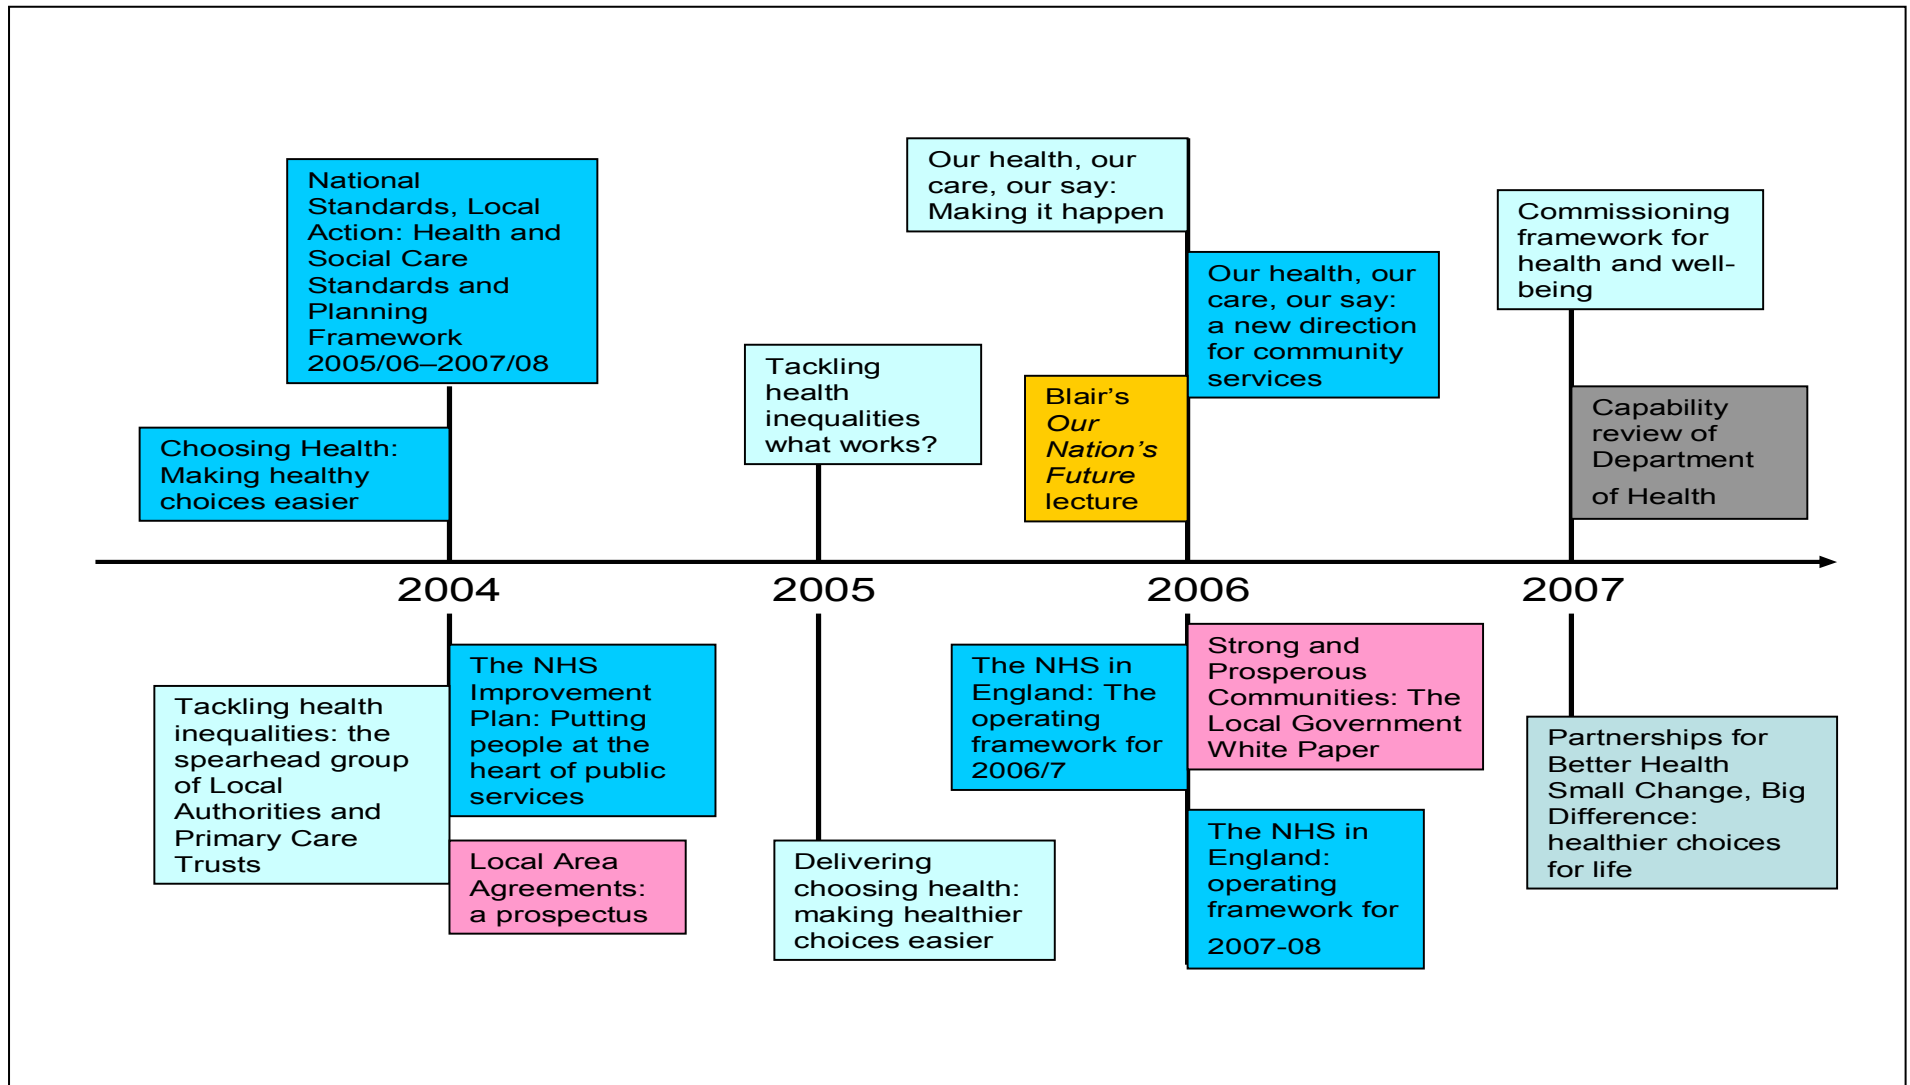 National
Standards, Local
Action: Health and
Social Care
Standards and
Planning
Framework
2005/06–2007/08
Choosing Health:
Making healthy
choices easier
Tackling
health
inequalities
what works?
Our health, our
care, our say:
Making it happen
Our health, our
care, our say:
a new direction
for community
services
Blair’s
Our
Nation’s
Future
lecture
Commissioning
framework for
health and well-
being
Capability
review of
Department
of Health
2004
2005
2006
2007
Tackling health
inequalities: the
spearhead group
of Local
Authorities and
Primary Care
Trusts
The NHS
Improvement
Plan: Putting
people at the
heart of public
services
Local Area
Agreements:
a prospectus
Delivering
choosing health:
making healthier
choices easier
The NHS in
England: The
operating
framework for
2006/7
Strong and
Prosperous
Communities: The
Local Government
White Paper
The NHS in
England:
operating
framework for
2007-08
Partnerships for
Better Health
Small Change, Big
Difference:
healthier choices
for life